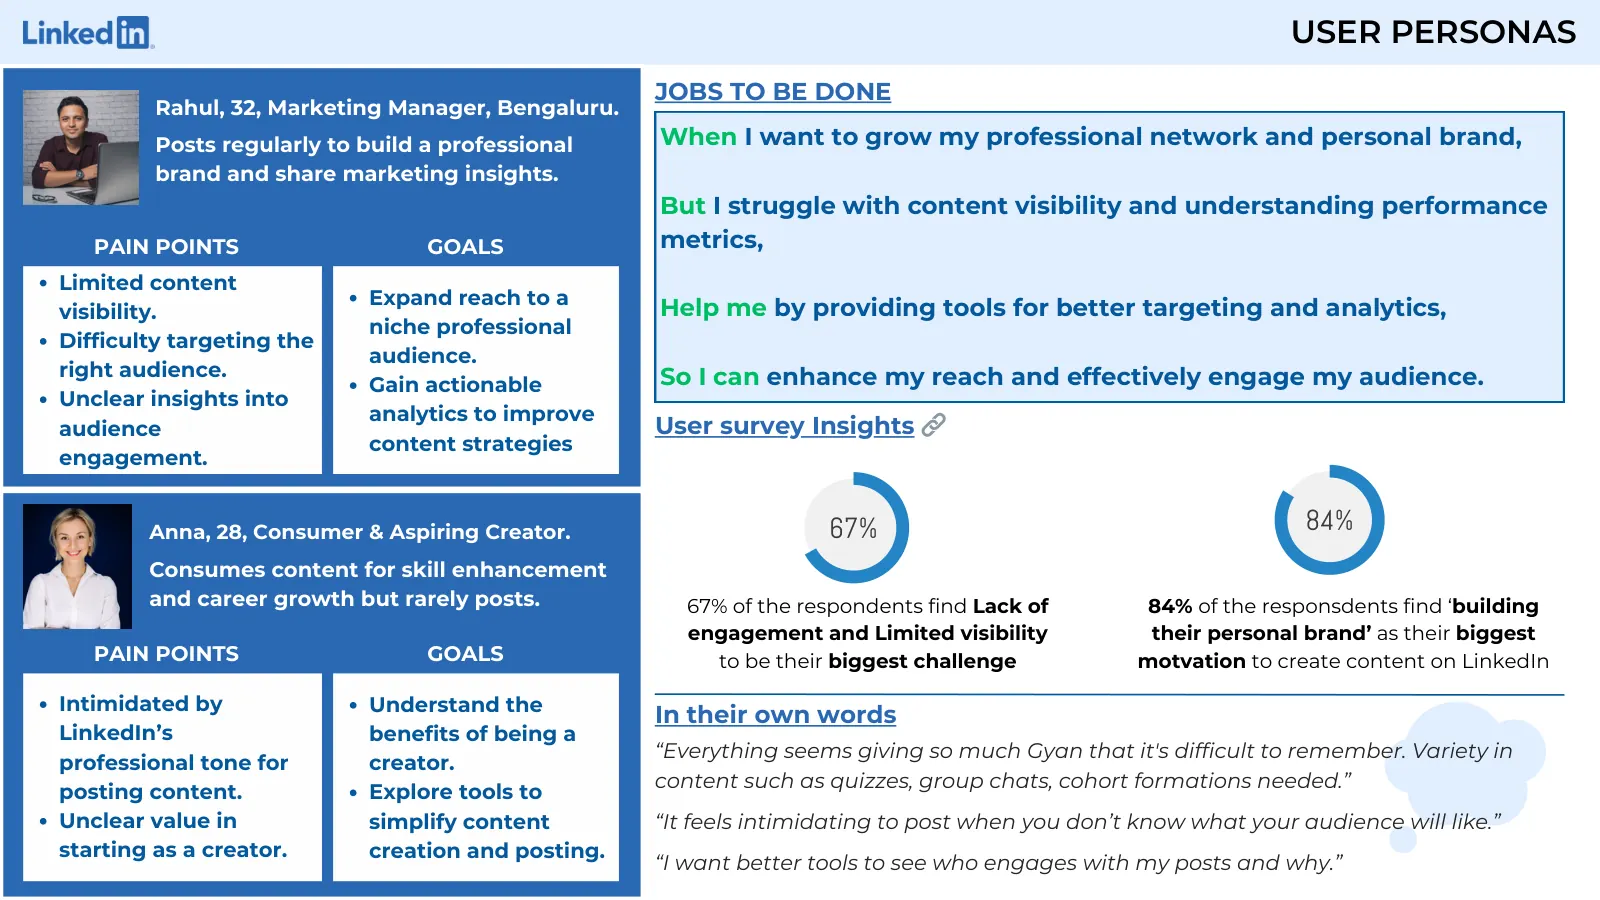 LinkedIn
USER PERSONAS
Rahul, 32, Marketing Manager, Bengaluru.
Posts regularly to build a professional
brand and share marketing insights.
PAIN POINTS
• Limited content
visibility.
• Difficulty targeting the
right audience.
• Unclear insights into
audience
engagement.
GOALS
• Expand reach to a
niche professional
audience.
• Gain actionable
analytics to improve
content strategies
Anna, 28, Consumer & Aspiring Creator.
Consumes content for skill enhancement
and career growth but rarely posts.
PAIN POINTS
• Intimidated by
LinkedIn’s
professional tone for
posting content.
• Unclear value in
starting as a creator.
GOALS
• Understand the
benefits of being a
creator.
• Explore tools to
simplify content
creation and posting.
JOBS TO BE DONE
When I want to grow my professional network and personal brand,
But I struggle with content visibility and understanding performance
metrics,
Help me by providing tools for better targeting and analytics,
So I can enhance my reach and effectively engage my audience.
User survey Insights
67%
67% of the respondents find Lack of
engagement and Limited visibility
to be their biggest challenge
84%
84% of the responsdents find ‘building
their personal brand’ as their biggest
motvation to create content on LinkedIn
In their own words
“Everything seems giving so much Gyan that it's difficult to remember. Variety in
content such as quizzes, group chats, cohort formations needed.”
“It feels intimidating to post when you don’t know what your audience will like.”
“I want better tools to see who engages with my posts and why.”